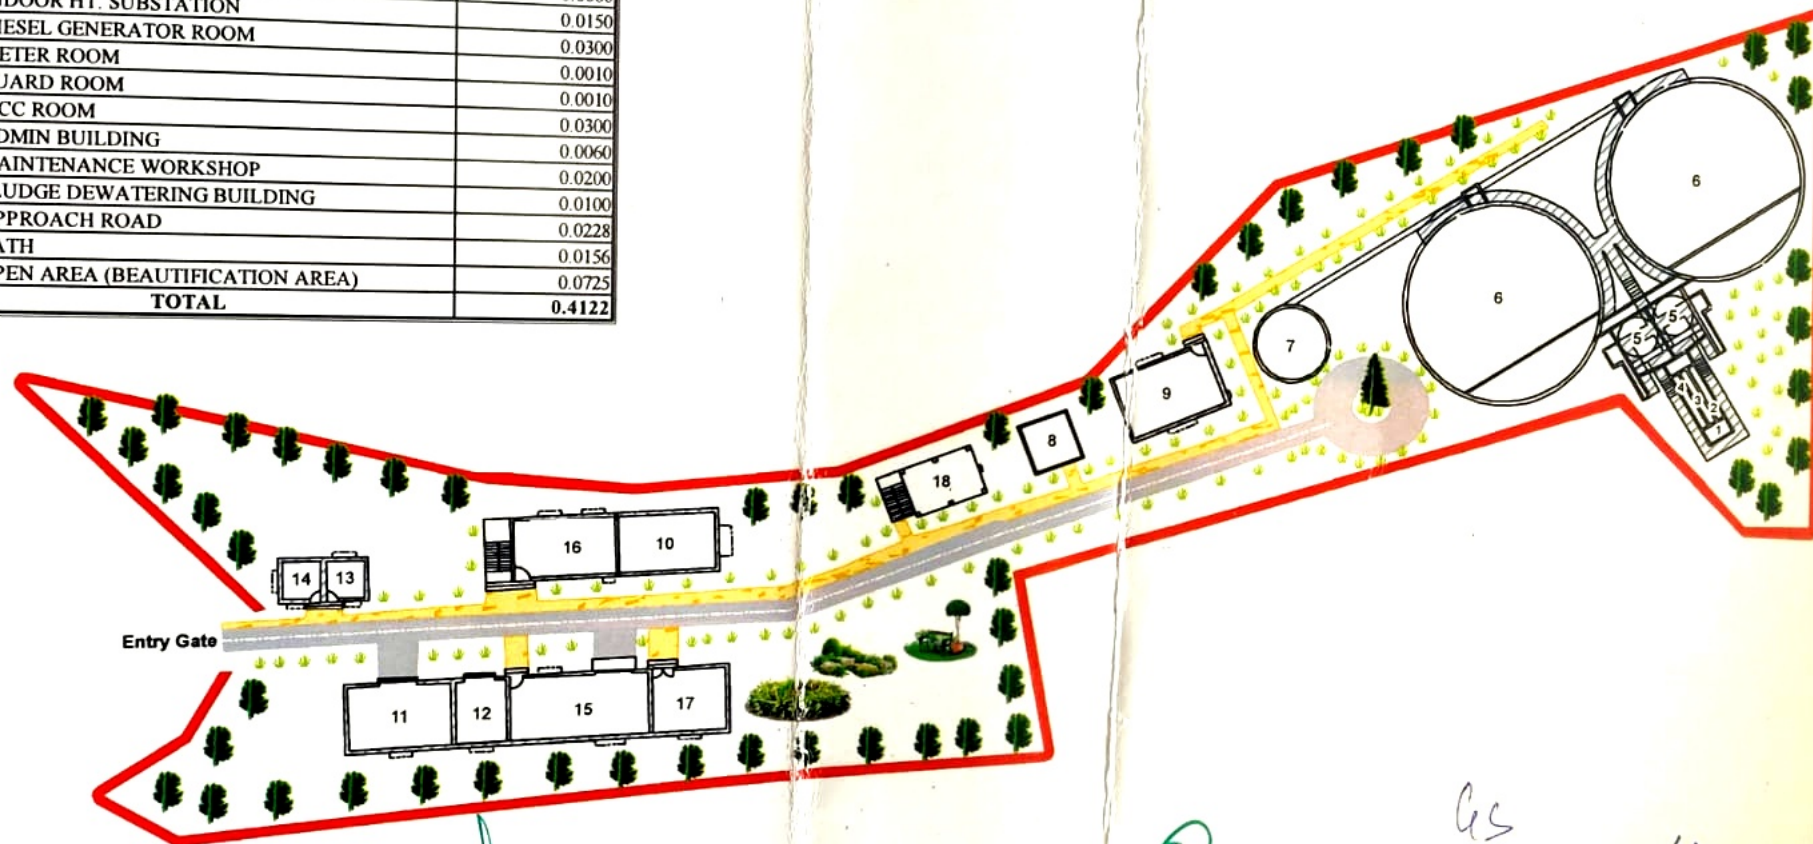 DOOR HT. SUBSTATION 0.0150
IESEL GENERATOR ROOM 0.0300
ETER ROOM 0.0010
UARD ROOM 0.0010
CC ROOM 0.0300
DMIN BUILDING 0.0060
AINTENANCE WORKSHOP 0.0200
UDGE DEWATERING BUILDING 0.0100
PPROACH ROAD 0.0228
ATH 0.0156
PEN AREA (BEAUTIFICATION AREA) 0.0725
TOTAL 0.4122
6
6
5
5
7
4
3
2
1
9
8
18
16
10
14
13
Entry Gate
11
12
15
17